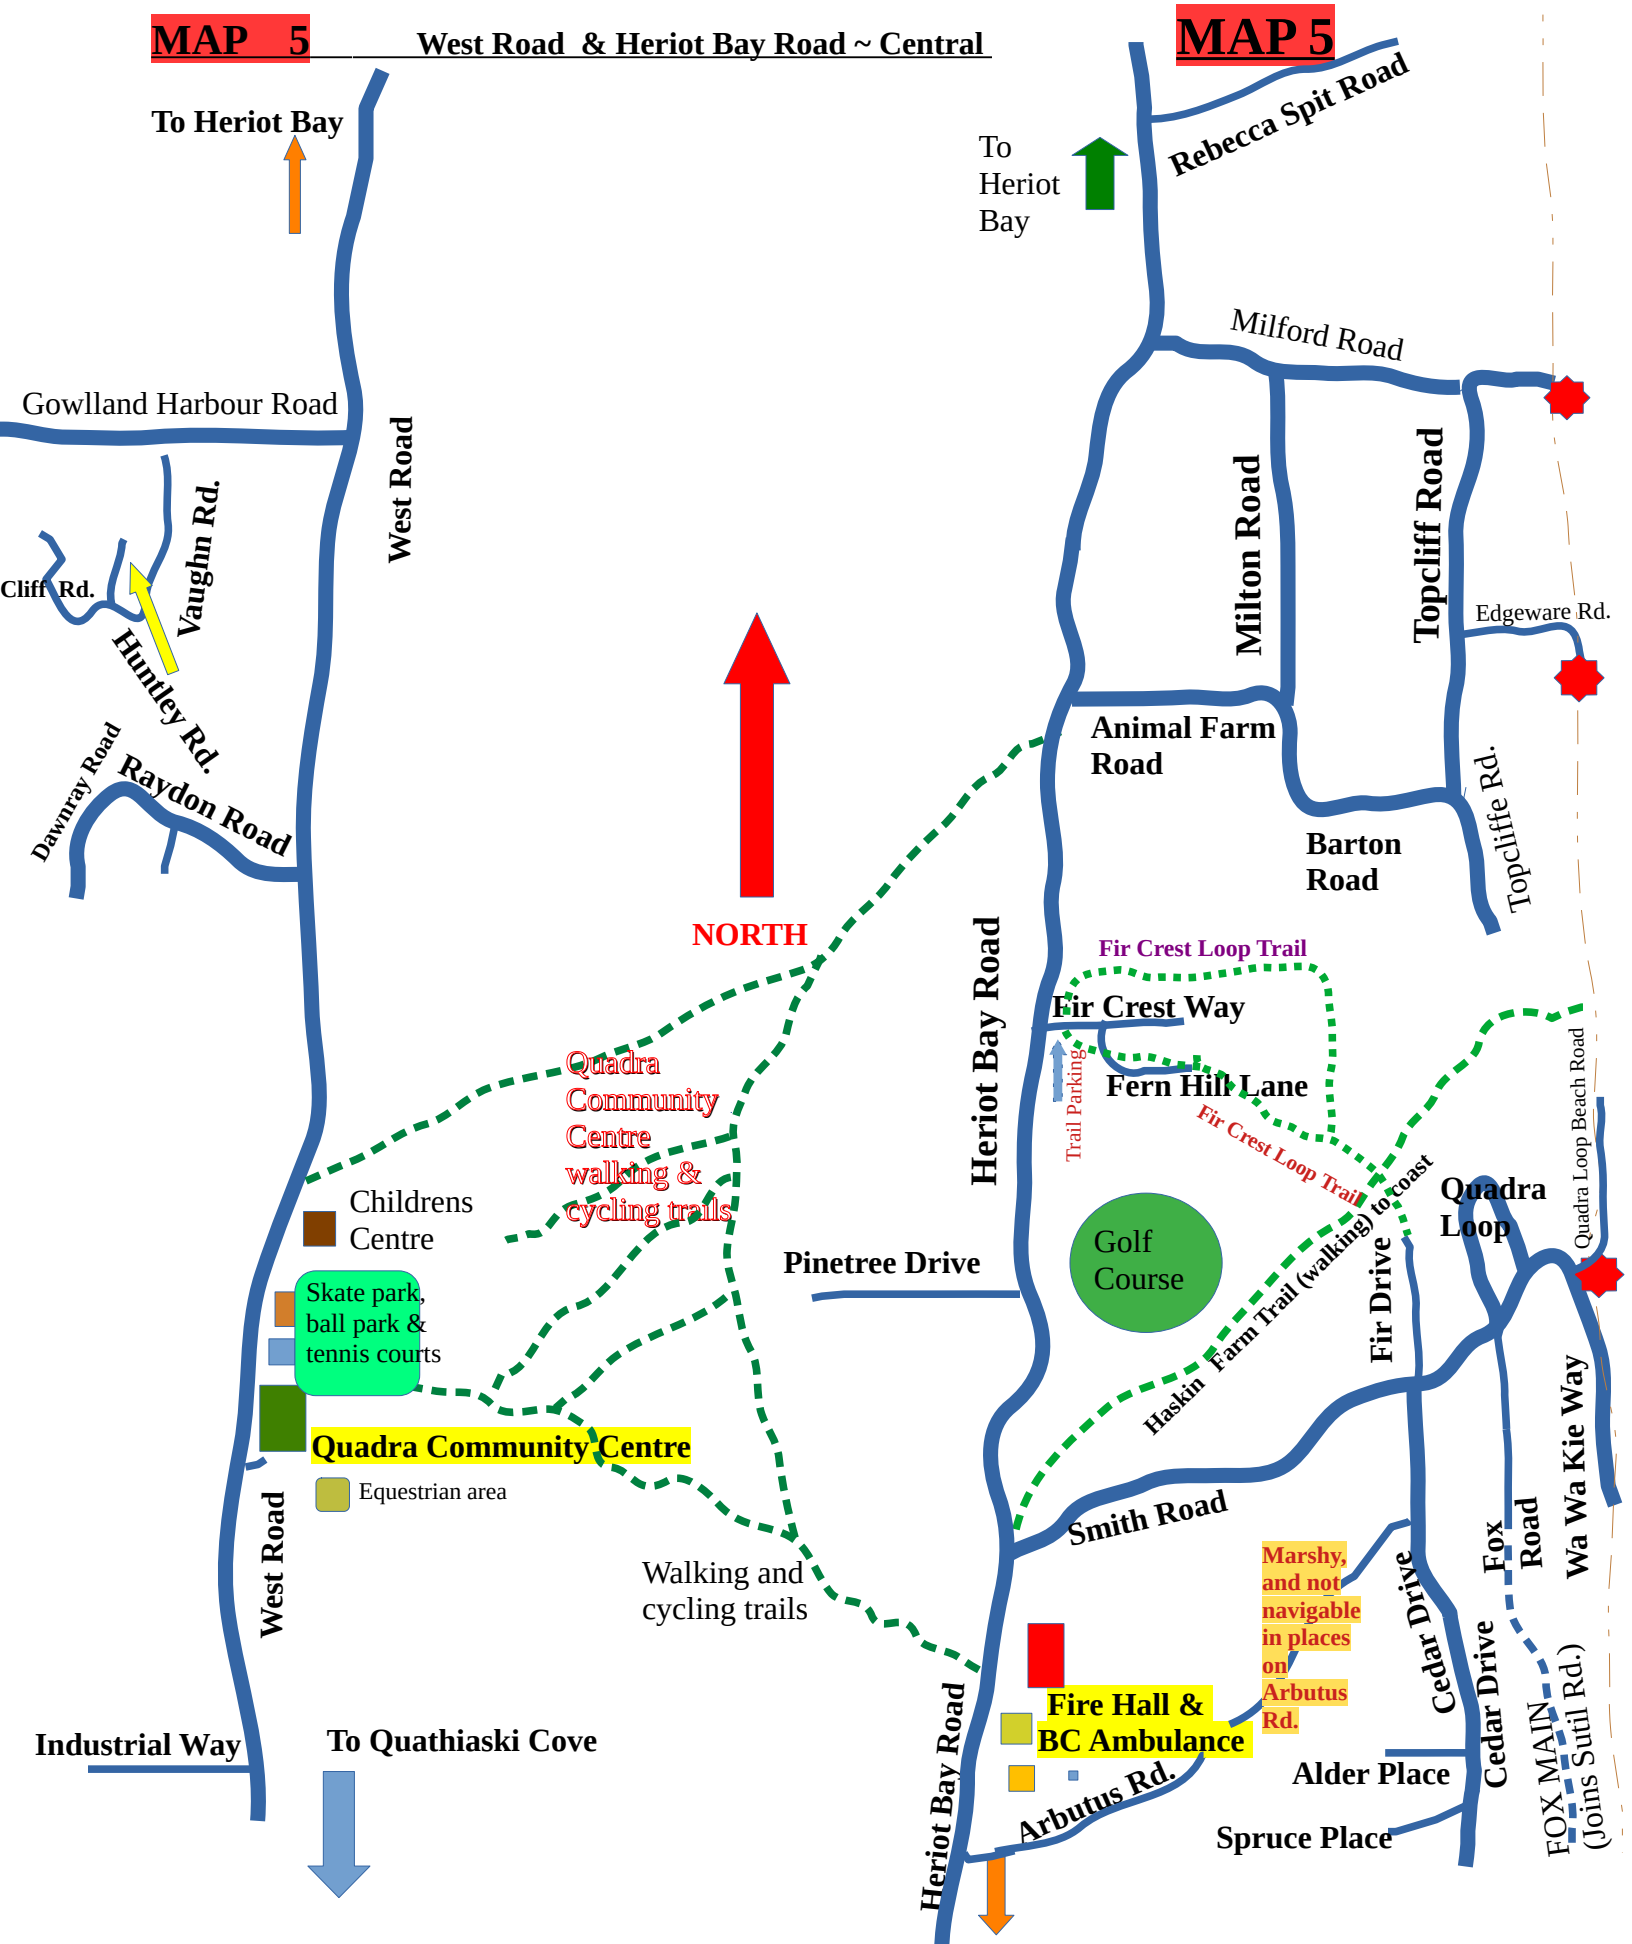 MAP 5 West Road & Heriot Bay Road ~ Central
MAP 5
To Heriot Bay
Rebecca Spit Road
To
Heriot
Bay
Milford Road
Gowlland Harbour Road
West Road
Vaughn Rd.
Cliff Rd.
Huntley Rd.
Milton Road
Topcliff Road
Edgeware Rd.
Dawnray Road
Raydon Road
Animal Farm
Road
Topcliffe Rd.
Barton
Road
NORTH
Heriot Bay Road
Fir Crest Loop Trail
Fir Crest Way
Trail Parking
Fern Hill Lane
Fir Crest Loop Trail
Quadra Loop Beach Road
Quadra
Community
Centre
walking &
cycling trails
Childrens
Centre
Quadra
Loop
Golf
Course
Pinetree Drive
Haskin Farm Trail (walking) to coast
Fir Drive
Skate park,
ball park &
tennis courts
Wa Wa Kie Way
Quadra Community Centre
Equestrian area
West Road
Smith Road
Fox
Road
Marshy,
and not
navigable
in places
on
Arbutus
Rd.
Walking and
cycling trails
Cedar Drive
Cedar Drive
Heriot Bay Road
Fire Hall &
BC Ambulance
Industrial Way
To Quathiaski Cove
Arbutus Rd.
Alder Place
Spruce Place
FOX MAIN
(Joins Sutil Rd.)